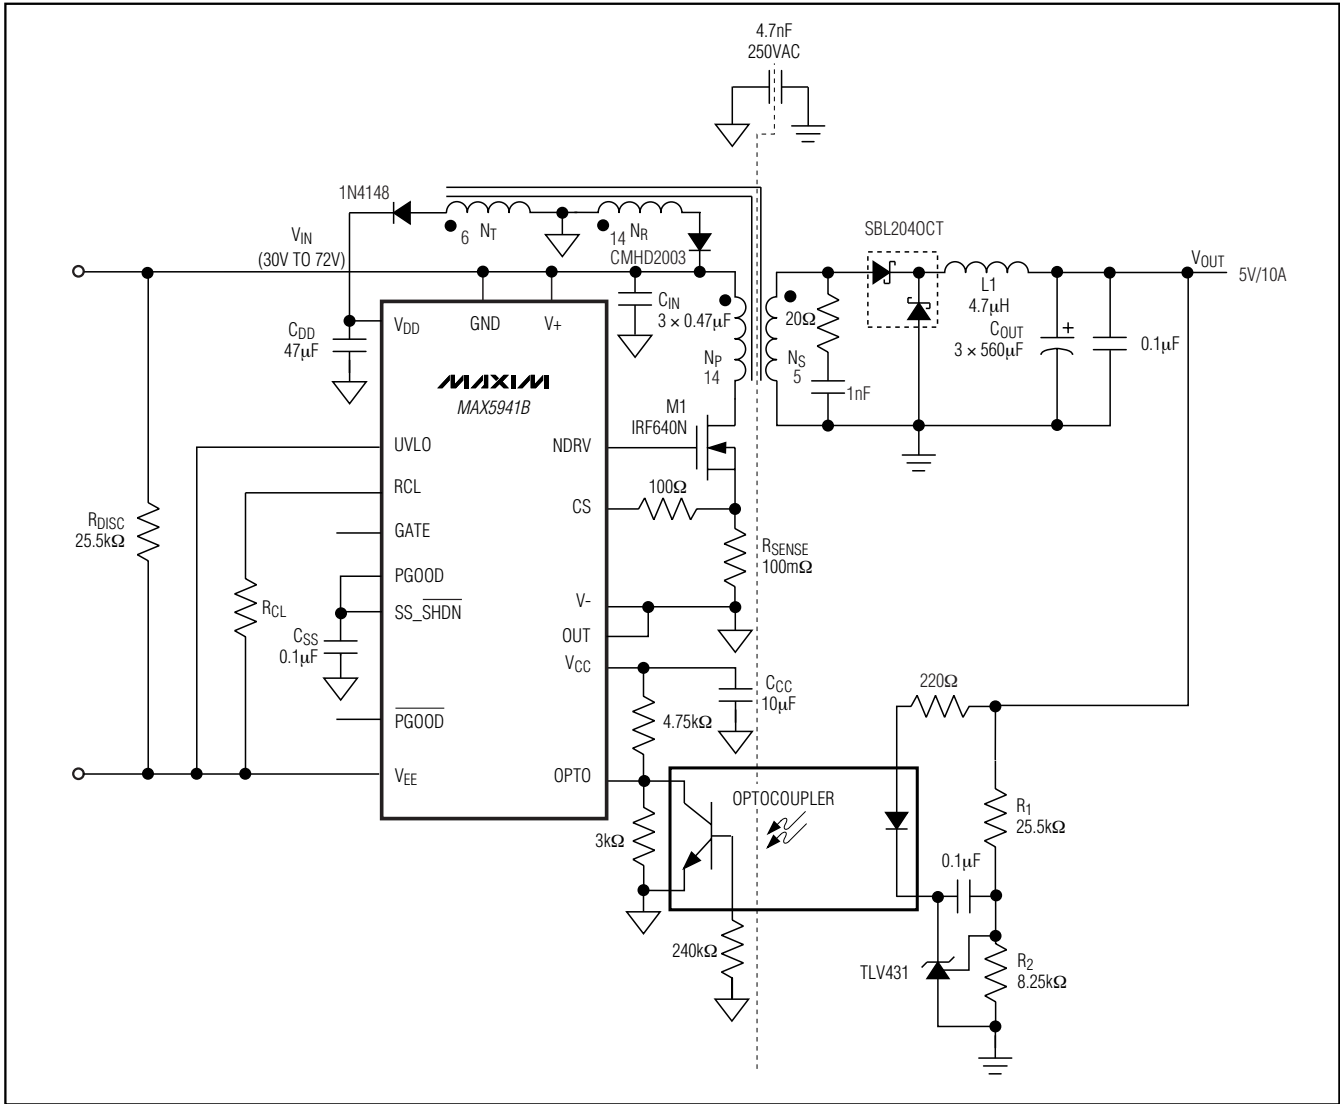 4.7nF
250VAC
1N4148
6 NT
14 NR
CMHD2003
VIN
(30V TO 72V)
SBL204OCT
VOUT
5V/10A
L1
4.7μH
COUT
3 × 560μF
0.1μF
20Ω
1nF
NS
5
NP
14
CIN
3 × 0.47μF
CDD
47μF
VDD
GND
V+
MAXIM
MAX5941B
M1
IRF640N
UVLO
NDRV
RCL
CS
100Ω
GATE
RDISC
25.5kΩ
RSENSE
100mΩ
PGOOD
SS_SHDN
V-
RCL
OUT
CSS
0.1μF
VCC
CCC
10μF
220Ω
PGOOD
4.75kΩ
VEE
OPTO
OPTOCOUPLER
R1
25.5kΩ
3kΩ
0.1μF
240kΩ
TLV431
R2
8.25kΩ